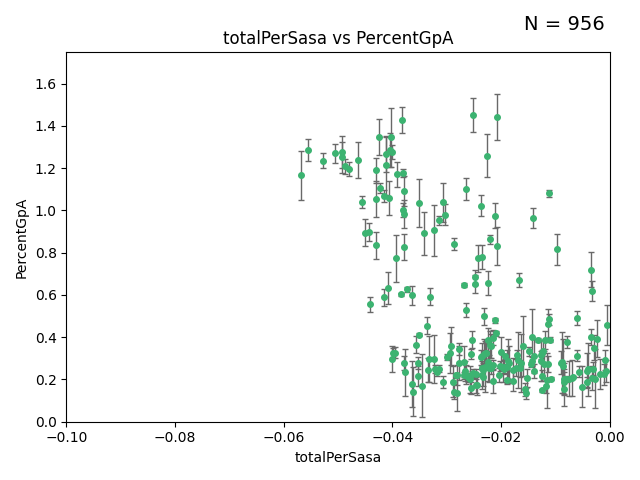 N = 956
totalPerSasa vs PercentGpA
PercentGpA
1.6
1.4
1.2
1.0
0.8
0.6
0.4
0.2
0.0
−0.10 −0.08 −0.06 −0.04 −0.02 0.00
totalPerSasa